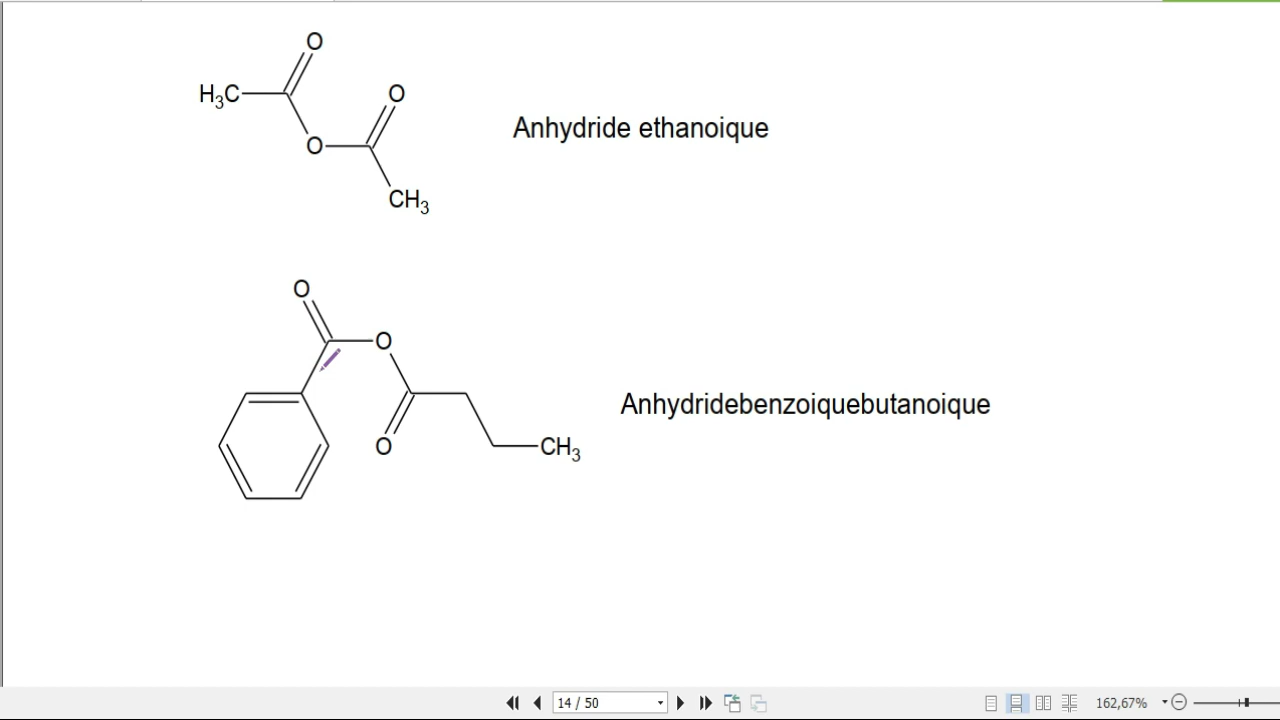 O
H3C
O
O
CH3
Anhydride ethanoique
O
O
O
CH3
Anhydridebenzoiquebutanoique
14 / 50
162,67%